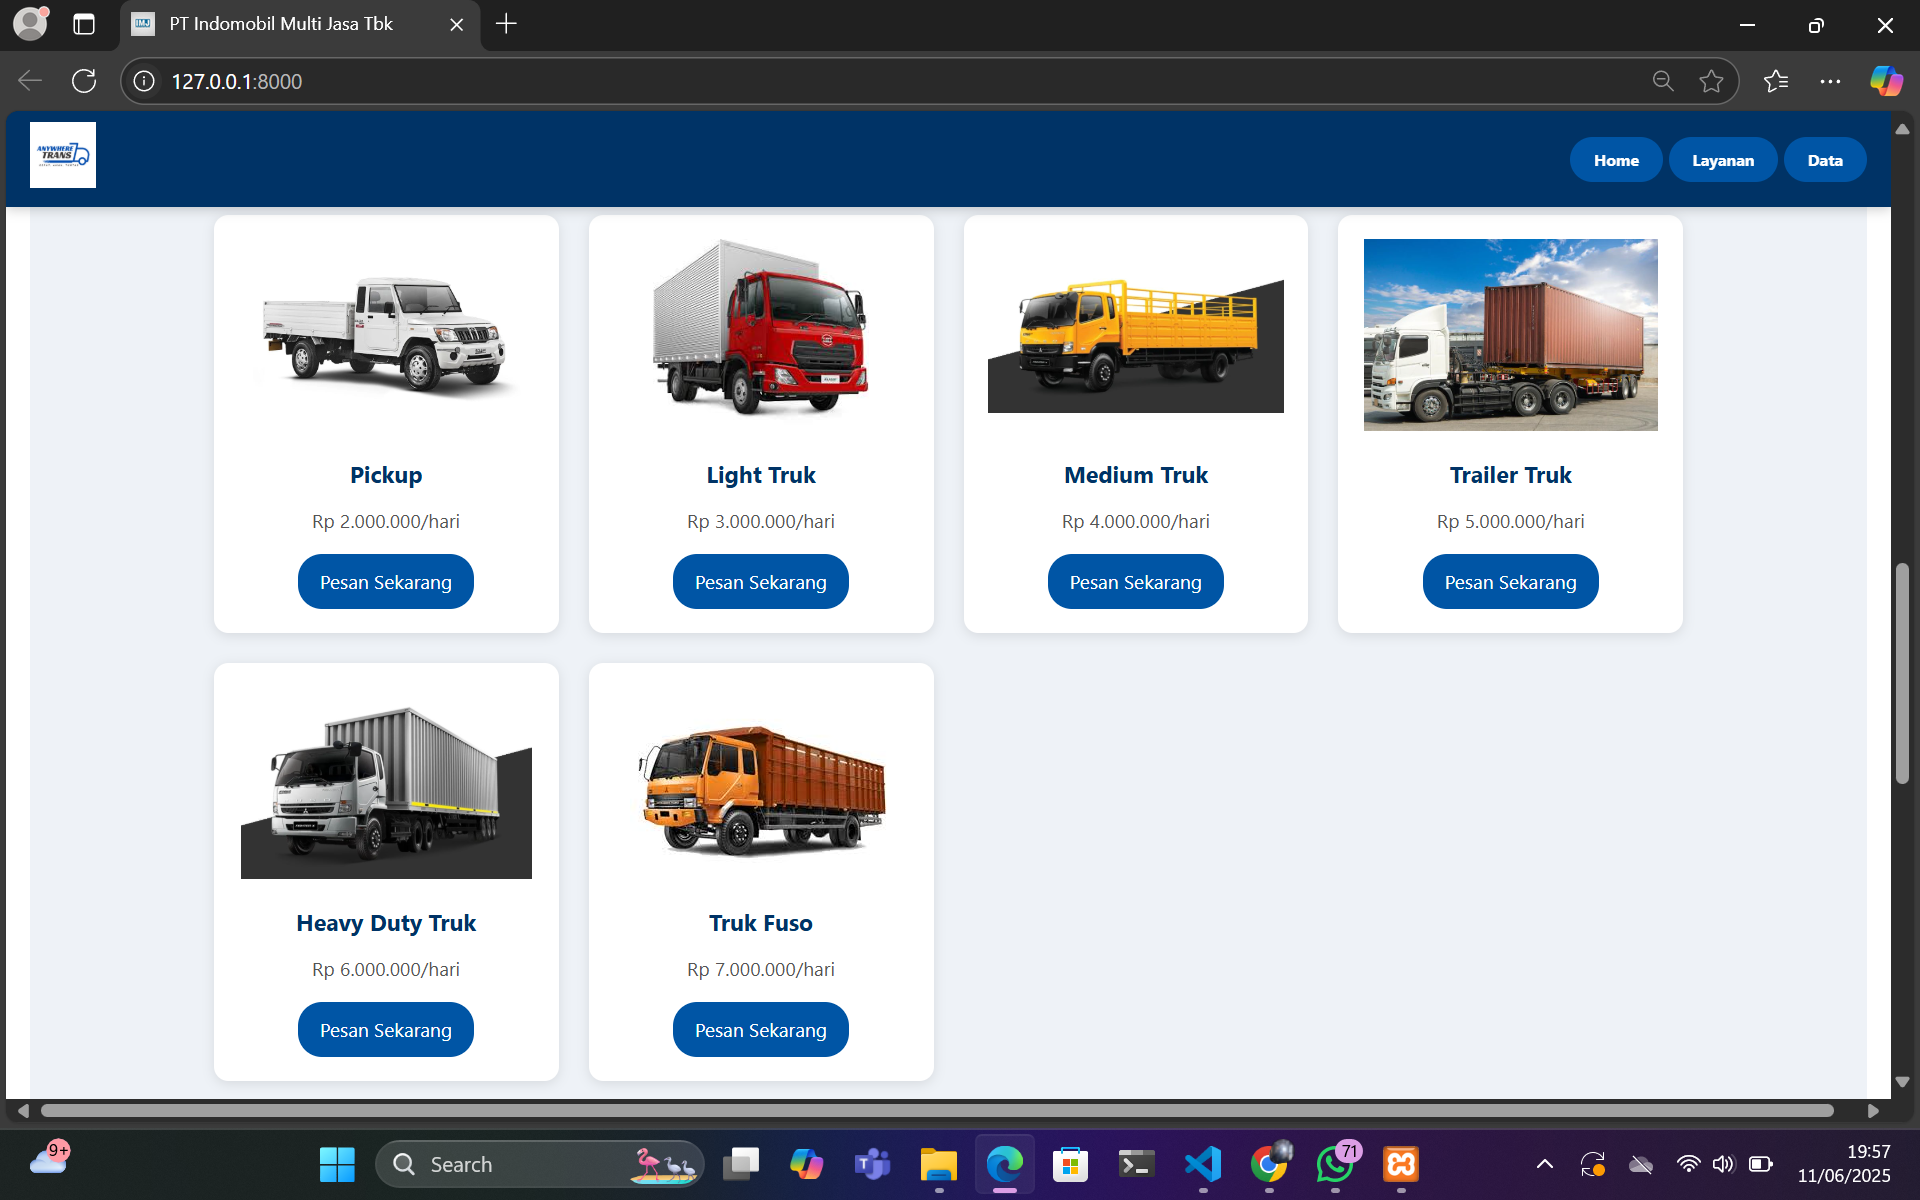 PT Indomobil Multi Jasa Tbk
127.0.0.1:8000
ANYWHERE
TRANS
Home
Layanan
Data
Pickup
Rp 2.000.000/hari
Pesan Sekarang
Light Truk
Rp 3.000.000/hari
Pesan Sekarang
Medium Truk
Rp 4.000.000/hari
Pesan Sekarang
Trailer Truk
Rp 5.000.000/hari
Pesan Sekarang
Heavy Duty Truk
Rp 6.000.000/hari
Pesan Sekarang
Truk Fuso
Rp 7.000.000/hari
Pesan Sekarang
9+
Search
71
19:57
11/06/2025